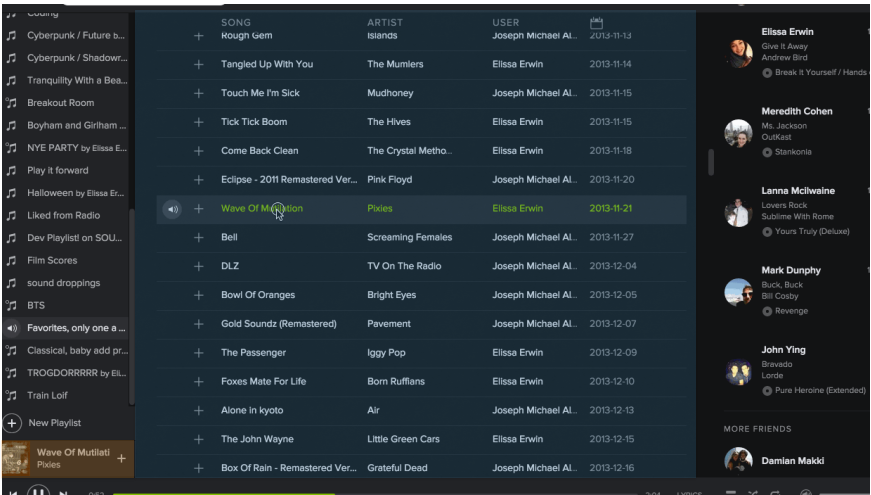 Coding
Cyberpunk / Future b...
Cyberpunk / Shadowr...
Tranquility With a Bea...
Breakout Room
Boyham and Girlham ...
NYE PARTY by Elissa E...
Play it forward
Halloween by Elissa Er...
Liked from Radio
Dev Playlist! on SOU...
Film Scores
sound droppings
BTS
Favorites, only one a ...
Classical, baby add pr...
TROGDORRRRR by Eli...
Train Loif
New Playlist
Wave Of Mutilati
Pixies
SONG ARTIST USER
Rough Gem Islands Joseph Michael Al... 2013-11-13
Tangled Up With You The Mumlers Elissa Erwin 2013-11-14
Touch Me I'm Sick Mudhoney Joseph Michael Al... 2013-11-15
Tick Tick Boom The Hives Elissa Erwin 2013-11-15
Come Back Clean The Crystal Metho... Elissa Erwin 2013-11-18
Eclipse - 2011 Remastered Ver... Pink Floyd Joseph Michael Al... 2013-11-20
Wave Of Mutilation Pixies Elissa Erwin 2013-11-21
Bell Screaming Females Joseph Michael Al... 2013-11-27
DLZ TV On The Radio Joseph Michael Al... 2013-12-04
Bowl Of Oranges Bright Eyes Joseph Michael Al... 2013-12-05
Gold Soundz (Remastered) Pavement Joseph Michael Al... 2013-12-07
The Passenger Iggy Pop Elissa Erwin 2013-12-09
Foxes Mate For Life Born Ruffians Elissa Erwin 2013-12-10
Alone in kyoto Air Joseph Michael Al... 2013-12-13
The John Wayne Little Green Cars Elissa Erwin 2013-12-15
Box Of Rain - Remastered Ver... Grateful Dead Joseph Michael Al... 2013-12-16
Elissa Erwin
Give It Away
Andrew Bird
Break It Yourself / Hands
Meredith Cohen
Ms. Jackson
OutKast
Stankonia
Lanna Mcilwaine
Lovers Rock
Sublime With Rome
Yours Truly (Deluxe)
Mark Dunphy
Buck, Buck
Bill Cosby
Revenge
John Ying
Bravado
Lorde
Pure Heroine (Extended)
MORE FRIENDS
Damian Makki
0:52 2:04 LYRICS